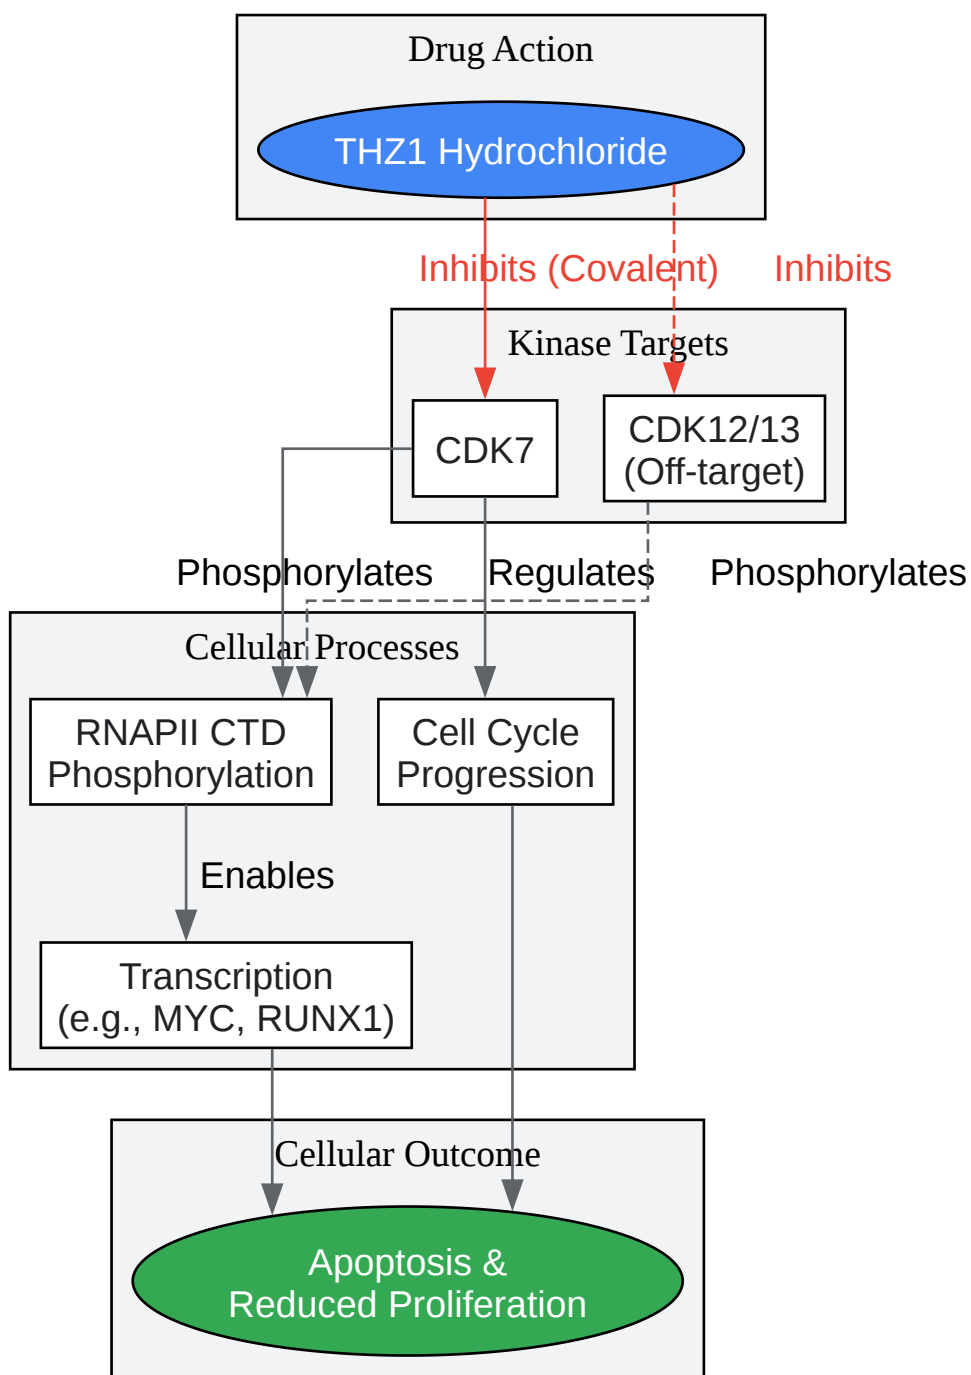 Drug Action
THZ1 Hydrochloride
Inhibits (Covalent)
Inhibits
Kinase Targets
CDK7
CDK12/13
(Off-target)
Phosphorylates
Regulates
Phosphorylates
Cellular Processes
RNAPII CTD
Phosphorylation
Cell Cycle
Progression
Enables
Transcription
(e.g., MYC, RUNX1)
Cellular Outcome
Apoptosis &
Reduced Proliferation